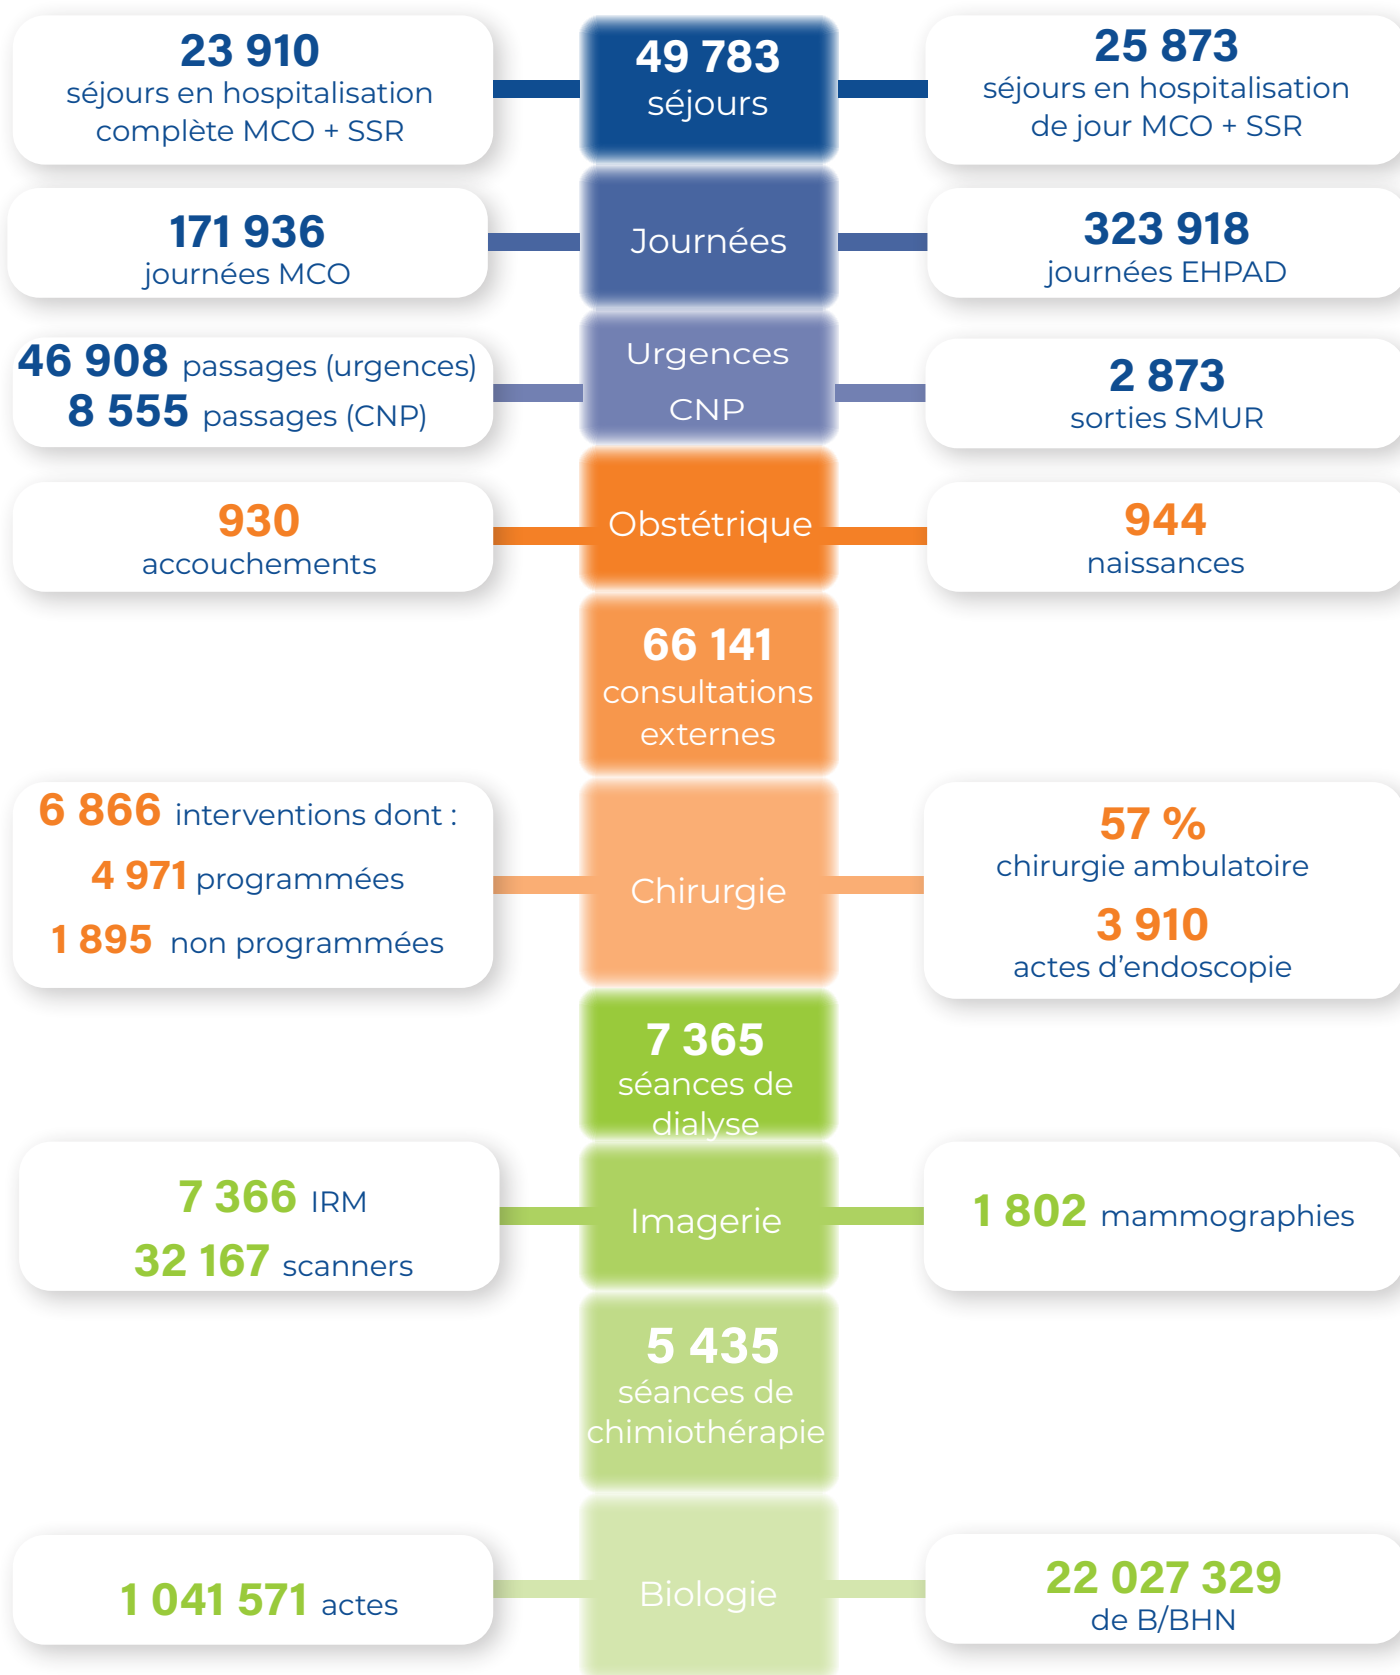 23 910
séjours en hospitalisation
complète MCO + SSR
49 783
séjours
25 873
séjours en hospitalisation
de jour MCO + SSR
171 936
journées MCO
Journées
323 918
journées EHPAD
46 908 passages (urgences)
8 555 passages (CNP)
Urgences
CNP
2 873
sorties SMUR
930
accouchements
Obstétrique
944
naissances
66 141
consultations
externes
6 866 interventions dont :
4 971 programmées
1 895 non programmées
Chirurgie
57 %
chirurgie ambulatoire
3 910
actes d’endoscopie
7 365
séances de
dialyse
7 366 IRM
32 167 scanners
Imagerie
1 802 mammographies
5 435
séances de
chimiothérapie
1 041 571 actes
Biologie
22 027 329
de B/BHN